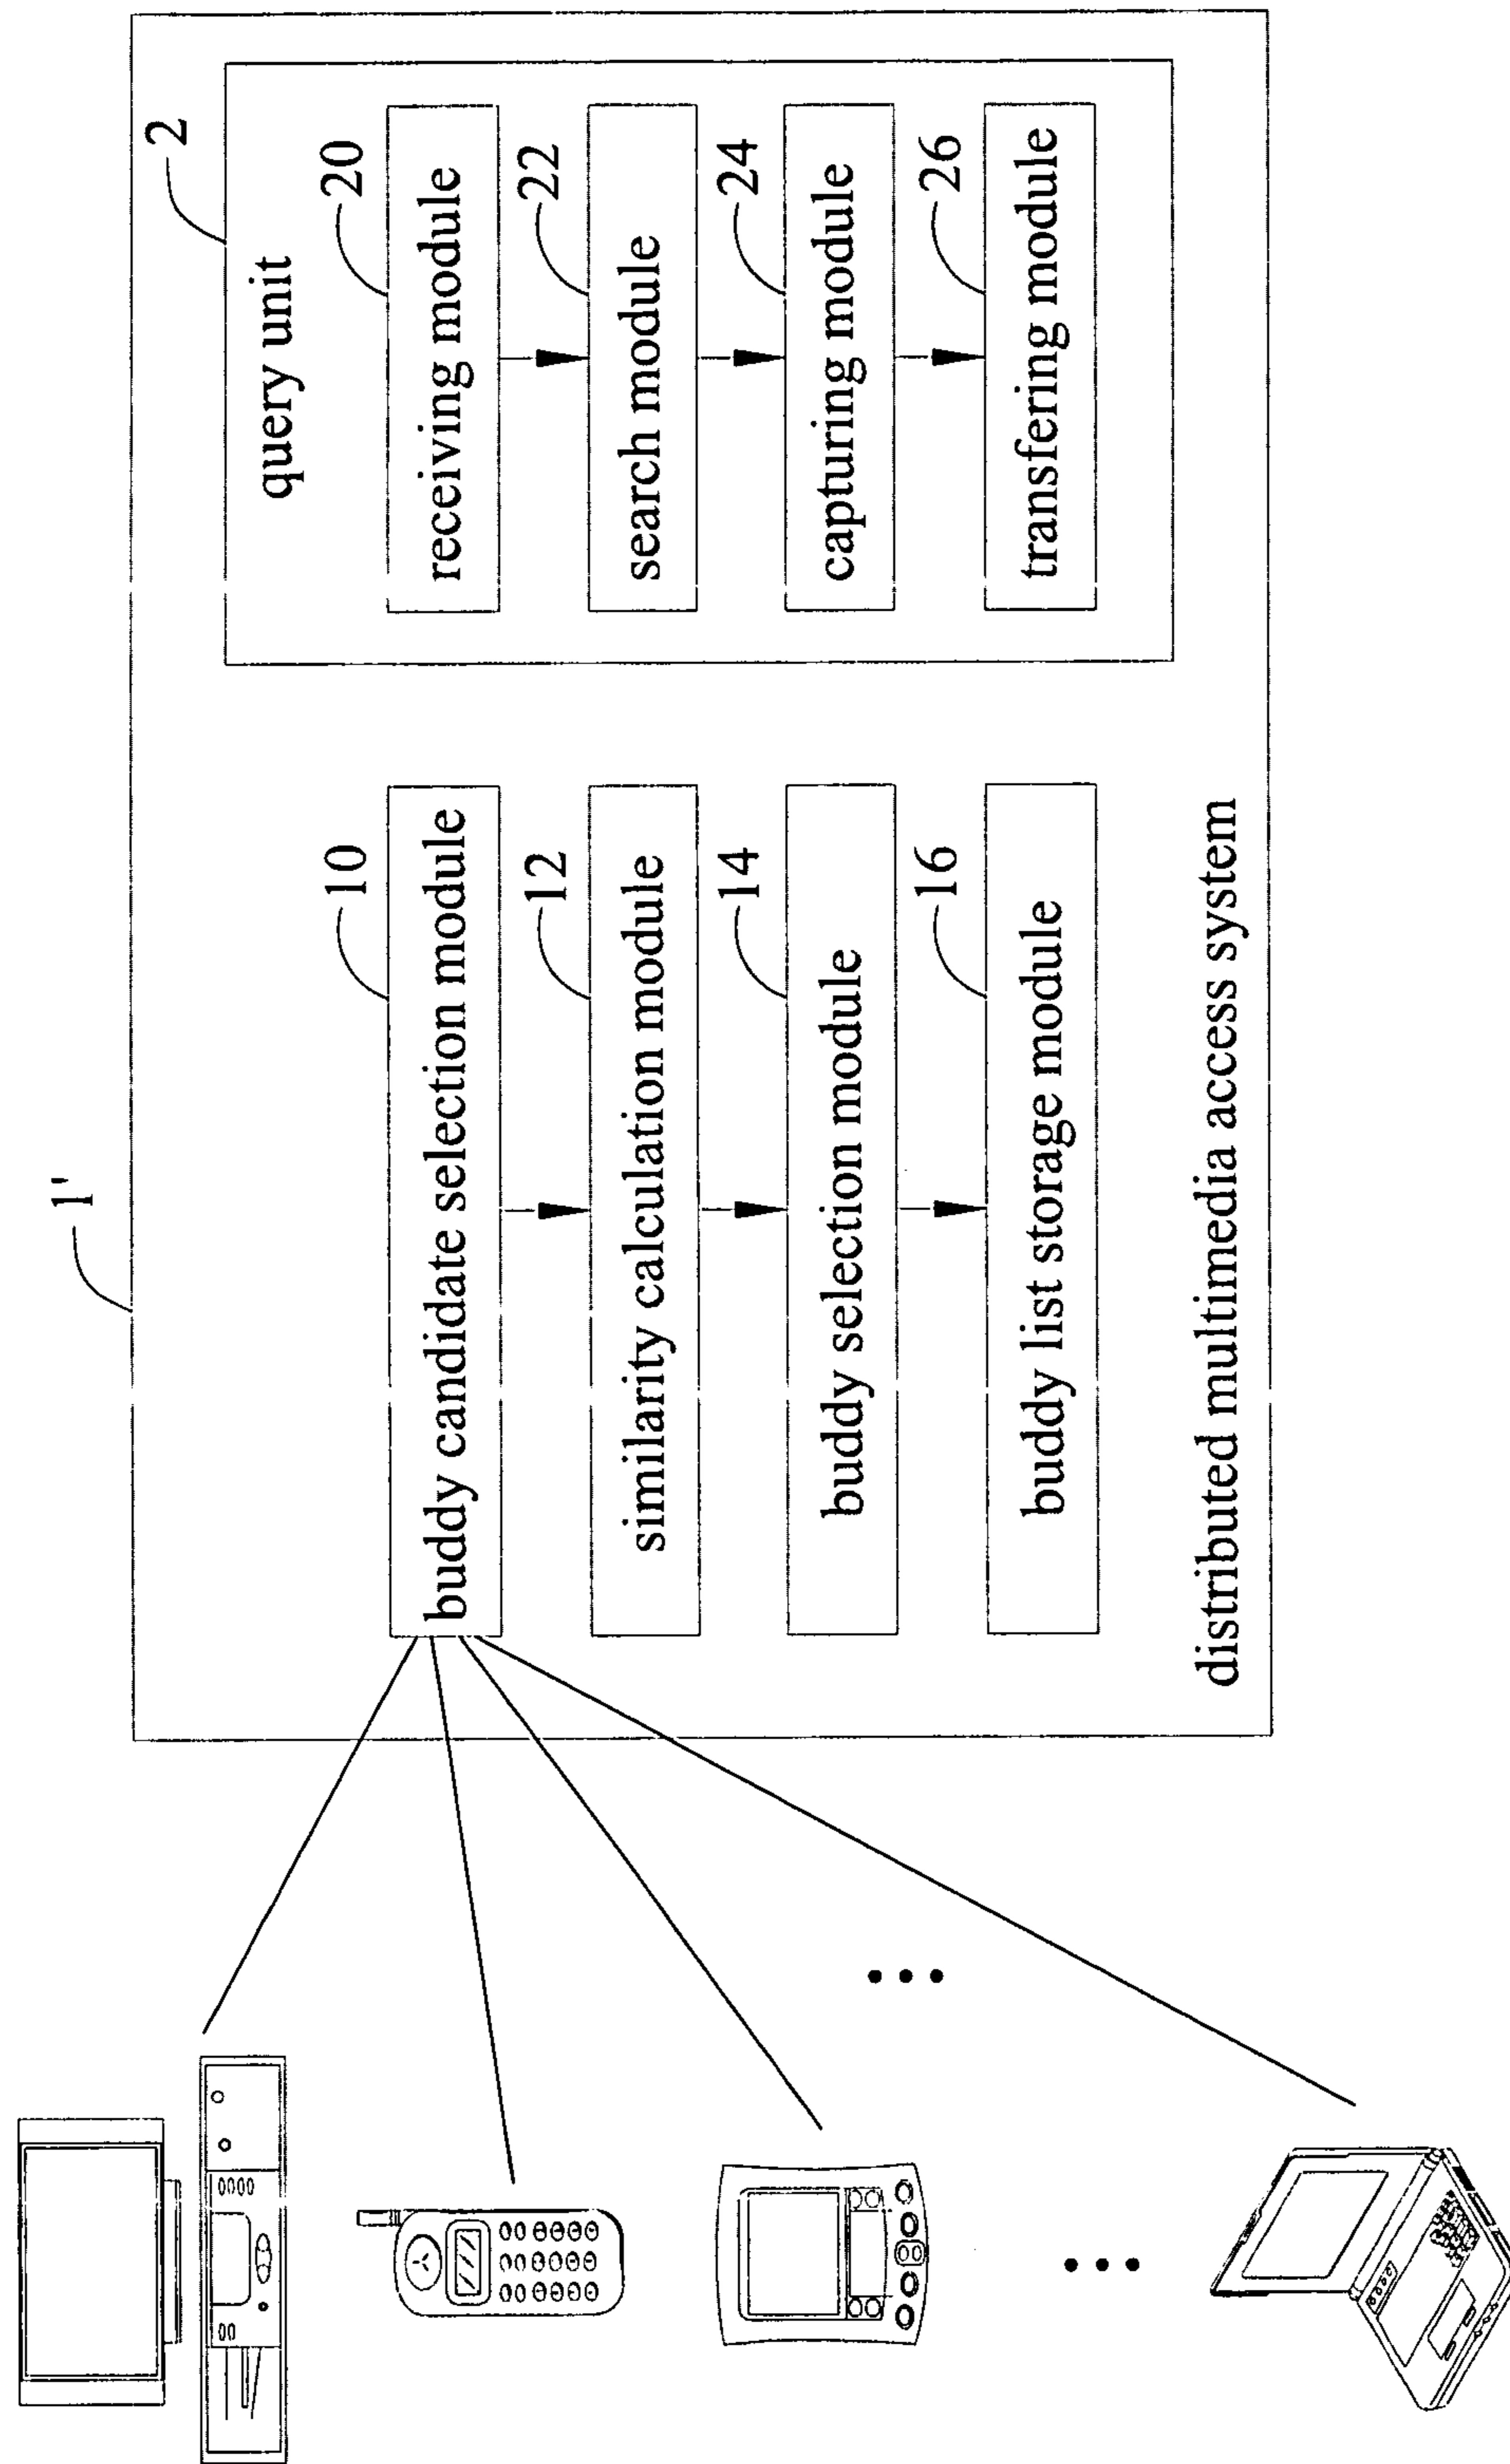 1'
2
query unit
10
buddy candidate selection module
12
similarity calculation module
14
buddy selection module
16
buddy list storage module
20
receiving module
22
search module
24
capturing module
26
transfering module
distributed multimedia access system